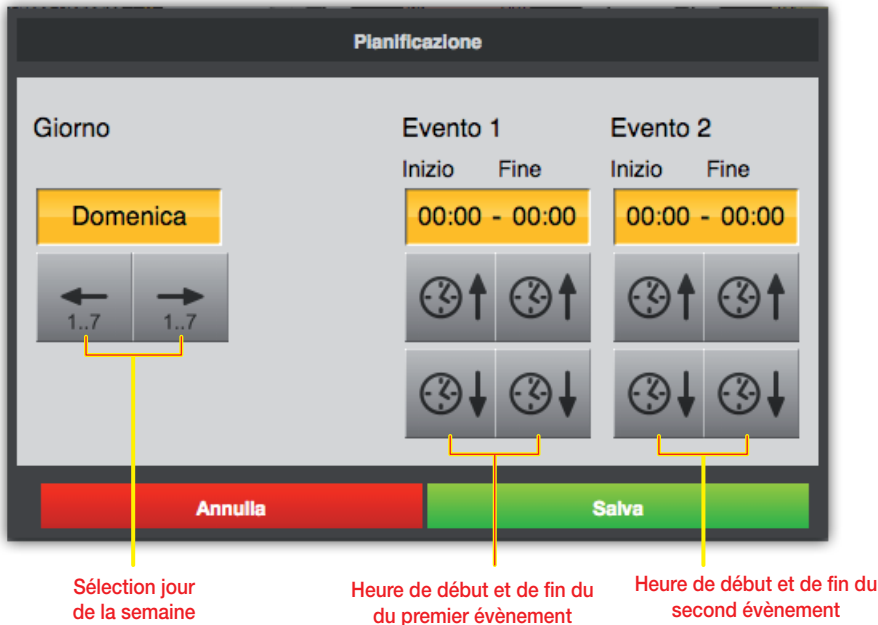 Pianificazione
Giorno
Evento 1
Evento 2
Inizio Fine
Inizio Fine
Domenica
00:00 - 00:00
00:00 - 00:00
1..7
1..7
Annulla
Salva
Sélection jour
de la semaine
Heure de début et de fin du
du premier évènement
Heure de début et de fin du
second évènement